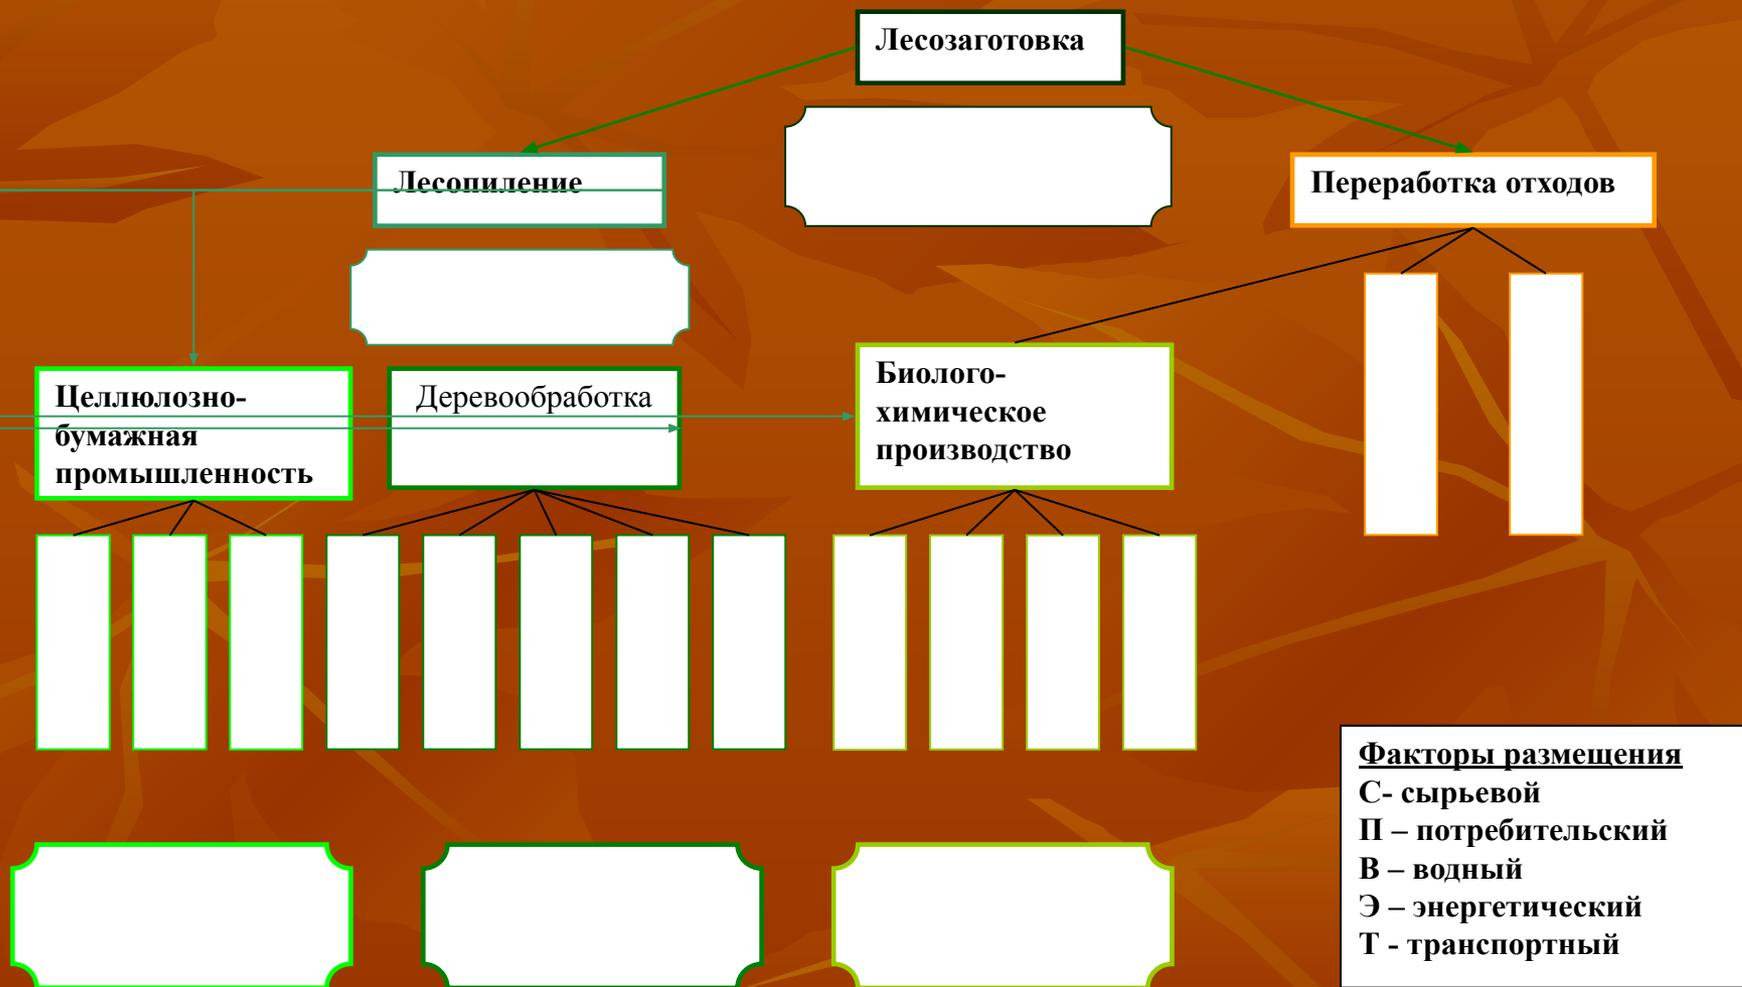 Лесозаготовка
Лесопиление
Переработка отходов
Целлюлозно-
бумажная
промышленность
Деревообработка
Биолого-
химическое
производство
Факторы размещения
С- сырьевой
П – потребительский
В – водный
Э – энергетический
Т - транспортный